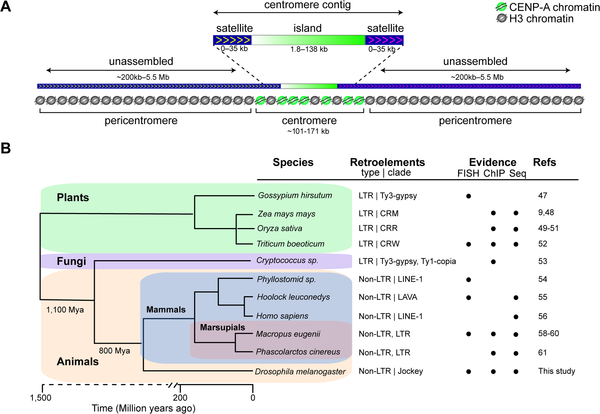 A
centromere contig
CENP-A chromatin
H3 chromatin
satellite island satellite
0–35 kb 1.8–138 kb 0–35 kb
unassembled unassembled
~200kb–5.5 Mb ~200kb–5.5 Mb
pericentromere centromere pericentromere
~101-171 kb
B
Species Retroelements Evidence Refs
type | clade FISH ChIP Seq
Plants
Gossypium hirsutum LTR | Ty3-gypsy 47
Zea mays mays LTR | CRM 9,48
Oryza sativa LTR | CRR 49-51
Triticum boeoticum LTR | CRW 52
Fungi
Cryptococcus sp. LTR | Ty3-gypsy, Ty1-copia 53
Phyllostomid sp. Non-LTR | LINE-1 54
Hoolock leuconedys Non-LTR | LAVA 55
1,100 Mya
Mammals
Homo sapiens Non-LTR | LINE-1 56
Marsupials
Macropus eugenii Non-LTR, LTR 58-60
800 Mya
Phascolarctos cinereus Non-LTR, LTR 61
Animals
Drosophila melanogaster Non-LTR | Jockey This study
1,500 200 0
Time (Million years ago)